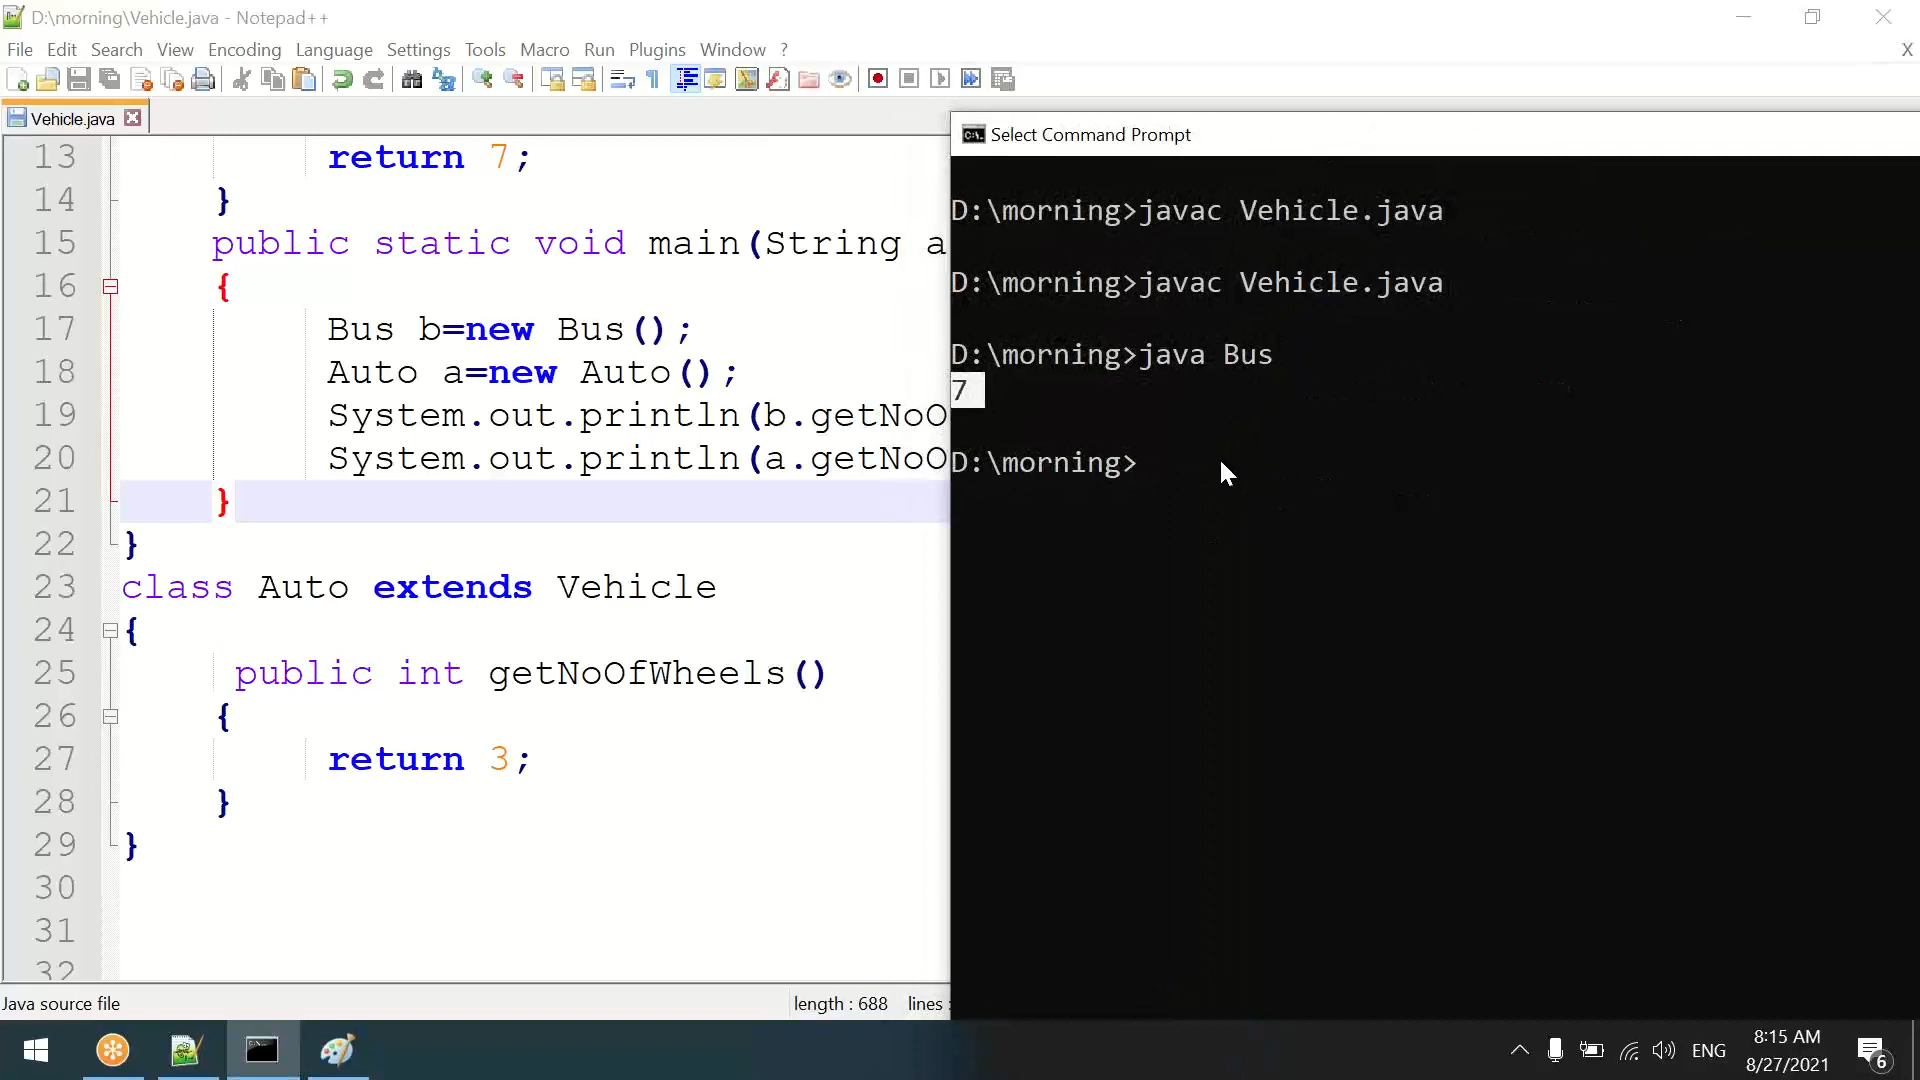 D:\morning\Vehicle.java - Notepad++
File Edit Search View Encoding Language Settings Tools Macro Run Plugins Window ?
X
Vehicle.java
13 return 7;
14 }
15 public static void main(String a
16 {
17 Bus b=new Bus();
18 Auto a=new Auto();
19 System.out.println(b.getNoO
20 System.out.println(a.getNoO
21 }
22 }
23 class Auto extends Vehicle
24 {
25 public int getNoOfWheels()
26 {
27 return 3;
28 }
29 }
30
31
32
Java source file
length : 688 lines :
Select Command Prompt
D:\morning>javac Vehicle.java
D:\morning>javac Vehicle.java
D:\morning>java Bus
7
D:\morning>
ENG
8:15 AM
8/27/2021
6